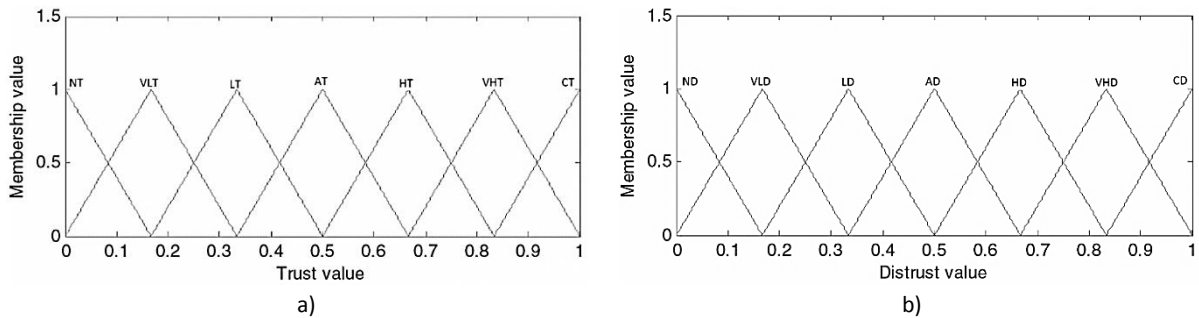 1.5
NT VLT LT AT HT VHT CT
1
Membership value
0.5
0
0 0.1 0.2 0.3 0.4 0.5 0.6 0.7 0.8 0.9 1
Trust value
a)
1.5
ND VLD LD AD HD VHD CD
1
Membership value
0.5
0
0 0.1 0.2 0.3 0.4 0.5 0.6 0.7 0.8 0.9 1
Distrust value
b)